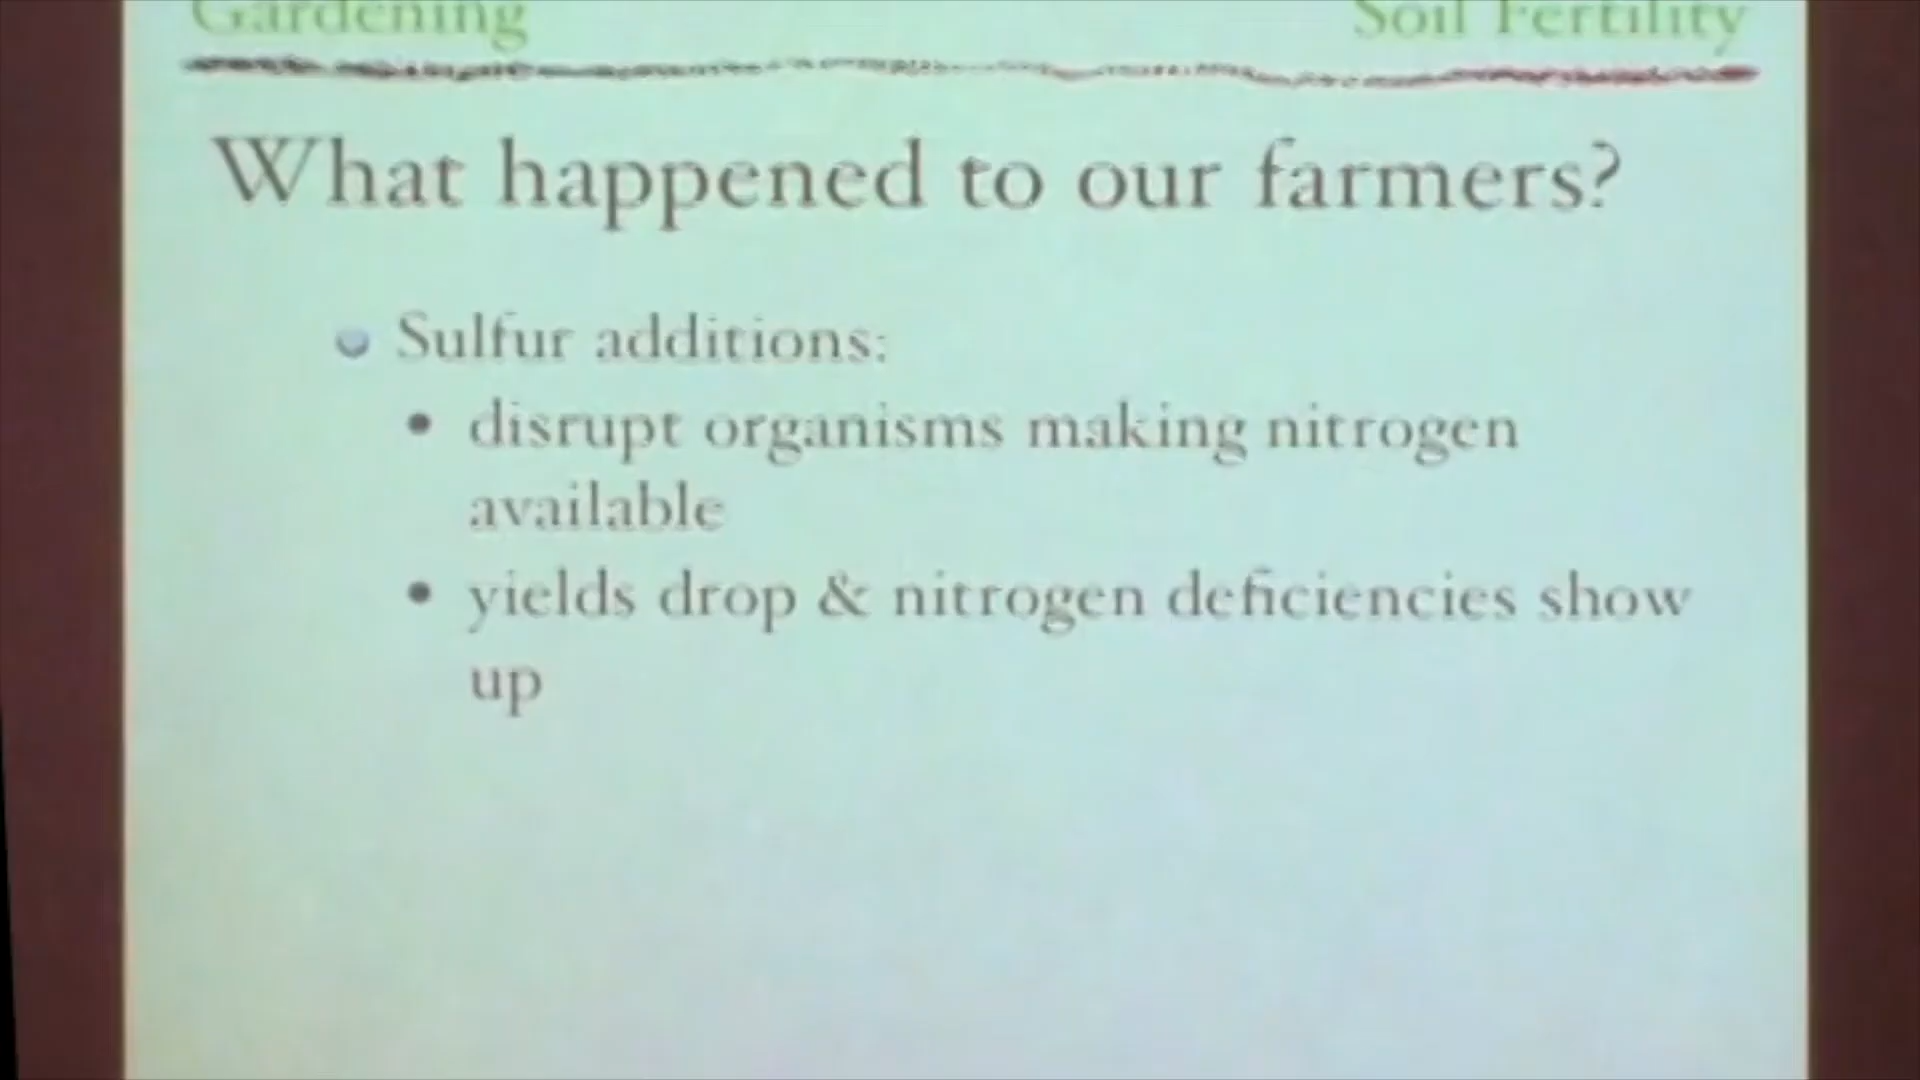 Gardening Soil Fertility
What happened to our farmers?
Sulfur additions:
• disrupt organisms making nitrogen
available
• yields drop & nitrogen deficiencies show
up